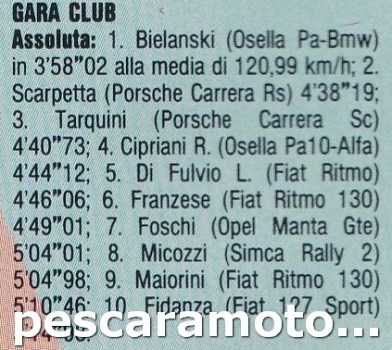 GARA CLUB
Assoluta: 1. Bielanski (Osella Pa-Bmw)
in 3'58"02 alla media di 120,99 km/h; 2.
Scarpetta (Porsche Carrera Rs) 4'38"19;
3. Tarquini (Porsche Carrera Sc)
4'40"73; 4. Cipriani R. (Osella Pa10-Alfa)
4'44"12; 5. Di Fulvio L. (Fiat Ritmo)
4'46"06; 6. Franzese (Fiat Ritmo 130)
4'49"01; 7. Foschi (Opel Manta Gte)
5'04"01; 8. Micozzi (Simca Rally 2)
5'04"98; 9. Maiorini (Fiat Ritmo 130)
5'10"46; 10. Fidanza (Fiat 127 Sport)
pescaramoto...